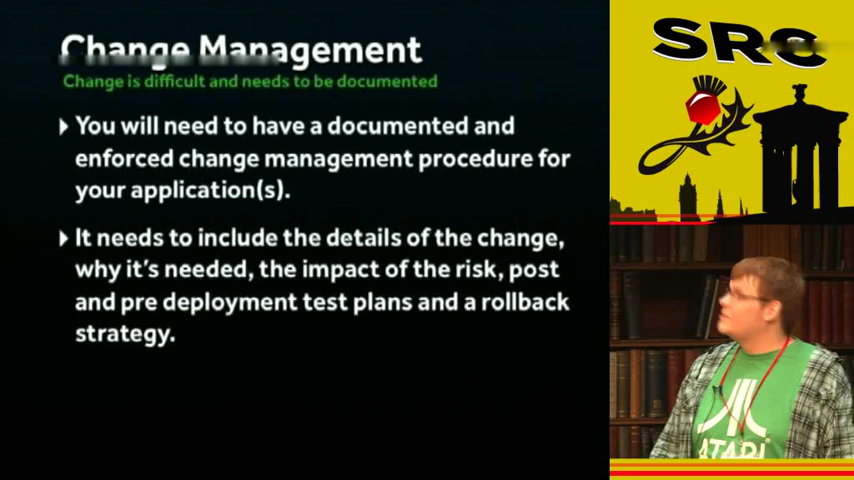 Change Management
Change is difficult and needs to be documented
You will need to have a documented and
enforced change management procedure for
your application(s).
It needs to include the details of the change,
why it's needed, the impact of the risk, post
and pre deployment test plans and a rollback
strategy.
SRC
ATARI